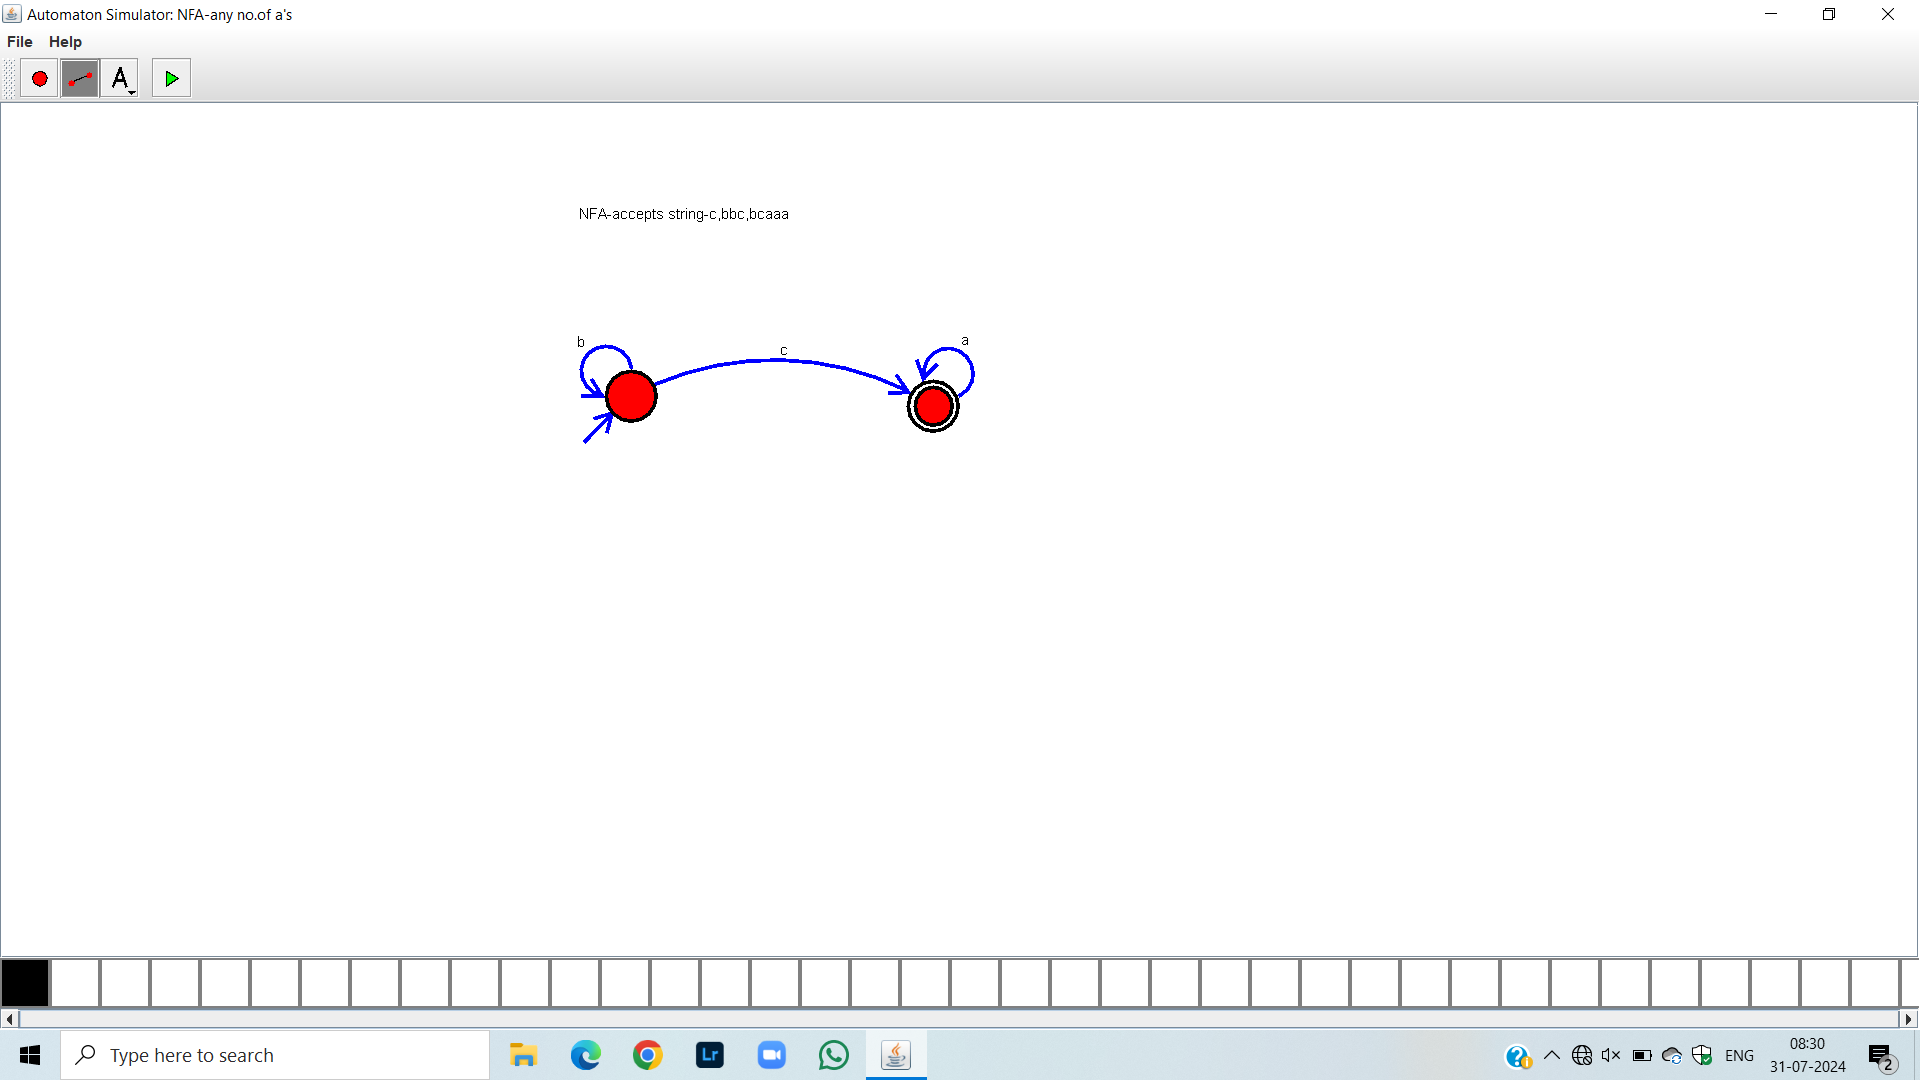 Automaton Simulator: NFA-any no.of a's
File Help
A
NFA-accepts string-c,bbc,bcaaa
b
c
a
Type here to search
Lr
ENG
08:30
31-07-2024
2